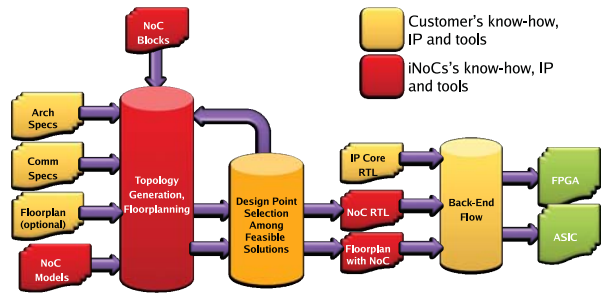 NoC
Blocks
Customer's know-how,
IP and tools
iNoCs's know-how, IP
and tools
Arch
Specs
Comm
Specs
Floorplan
(optional)
NoC
Models
Topology
Generation,
Floorplanning
Design Point
Selection
Among
Feasible
Solutions
IP Core
RTL
NoC RTL
Floorplan
with NoC
Back-End
Flow
FPGA
ASIC